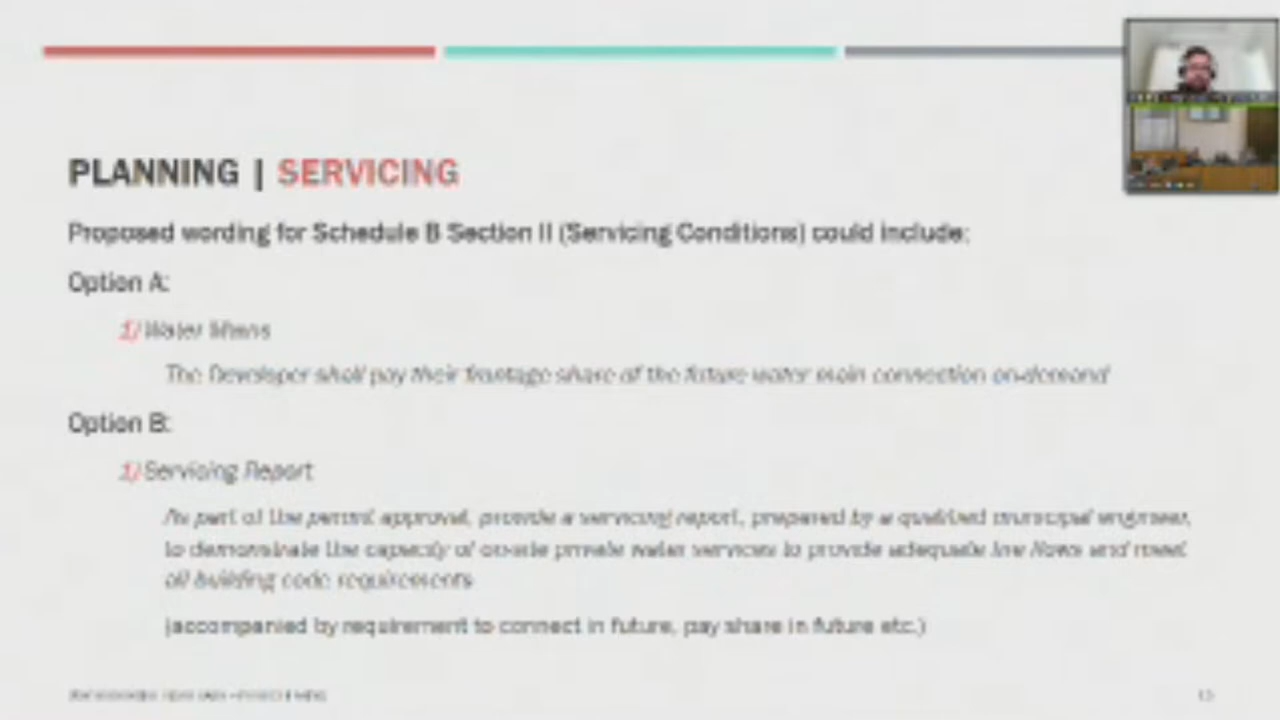 PLANNING | SERVICING
Proposed wording for Schedule B Section II (Servicing Conditions) could include:
Option A:
1/ Water Mains
The Developer shall pay their frontage share of the future water main connection on-demand
Option B:
1/ Servicing Report
As part of the permit approval, provide a servicing report, prepared by a qualified municipal engineer,
to demonstrate the capacity of on-site private water services to provide adequate fire flows and meet
all building code requirements
(accompanied by requirement to connect in future, pay share in future etc.)